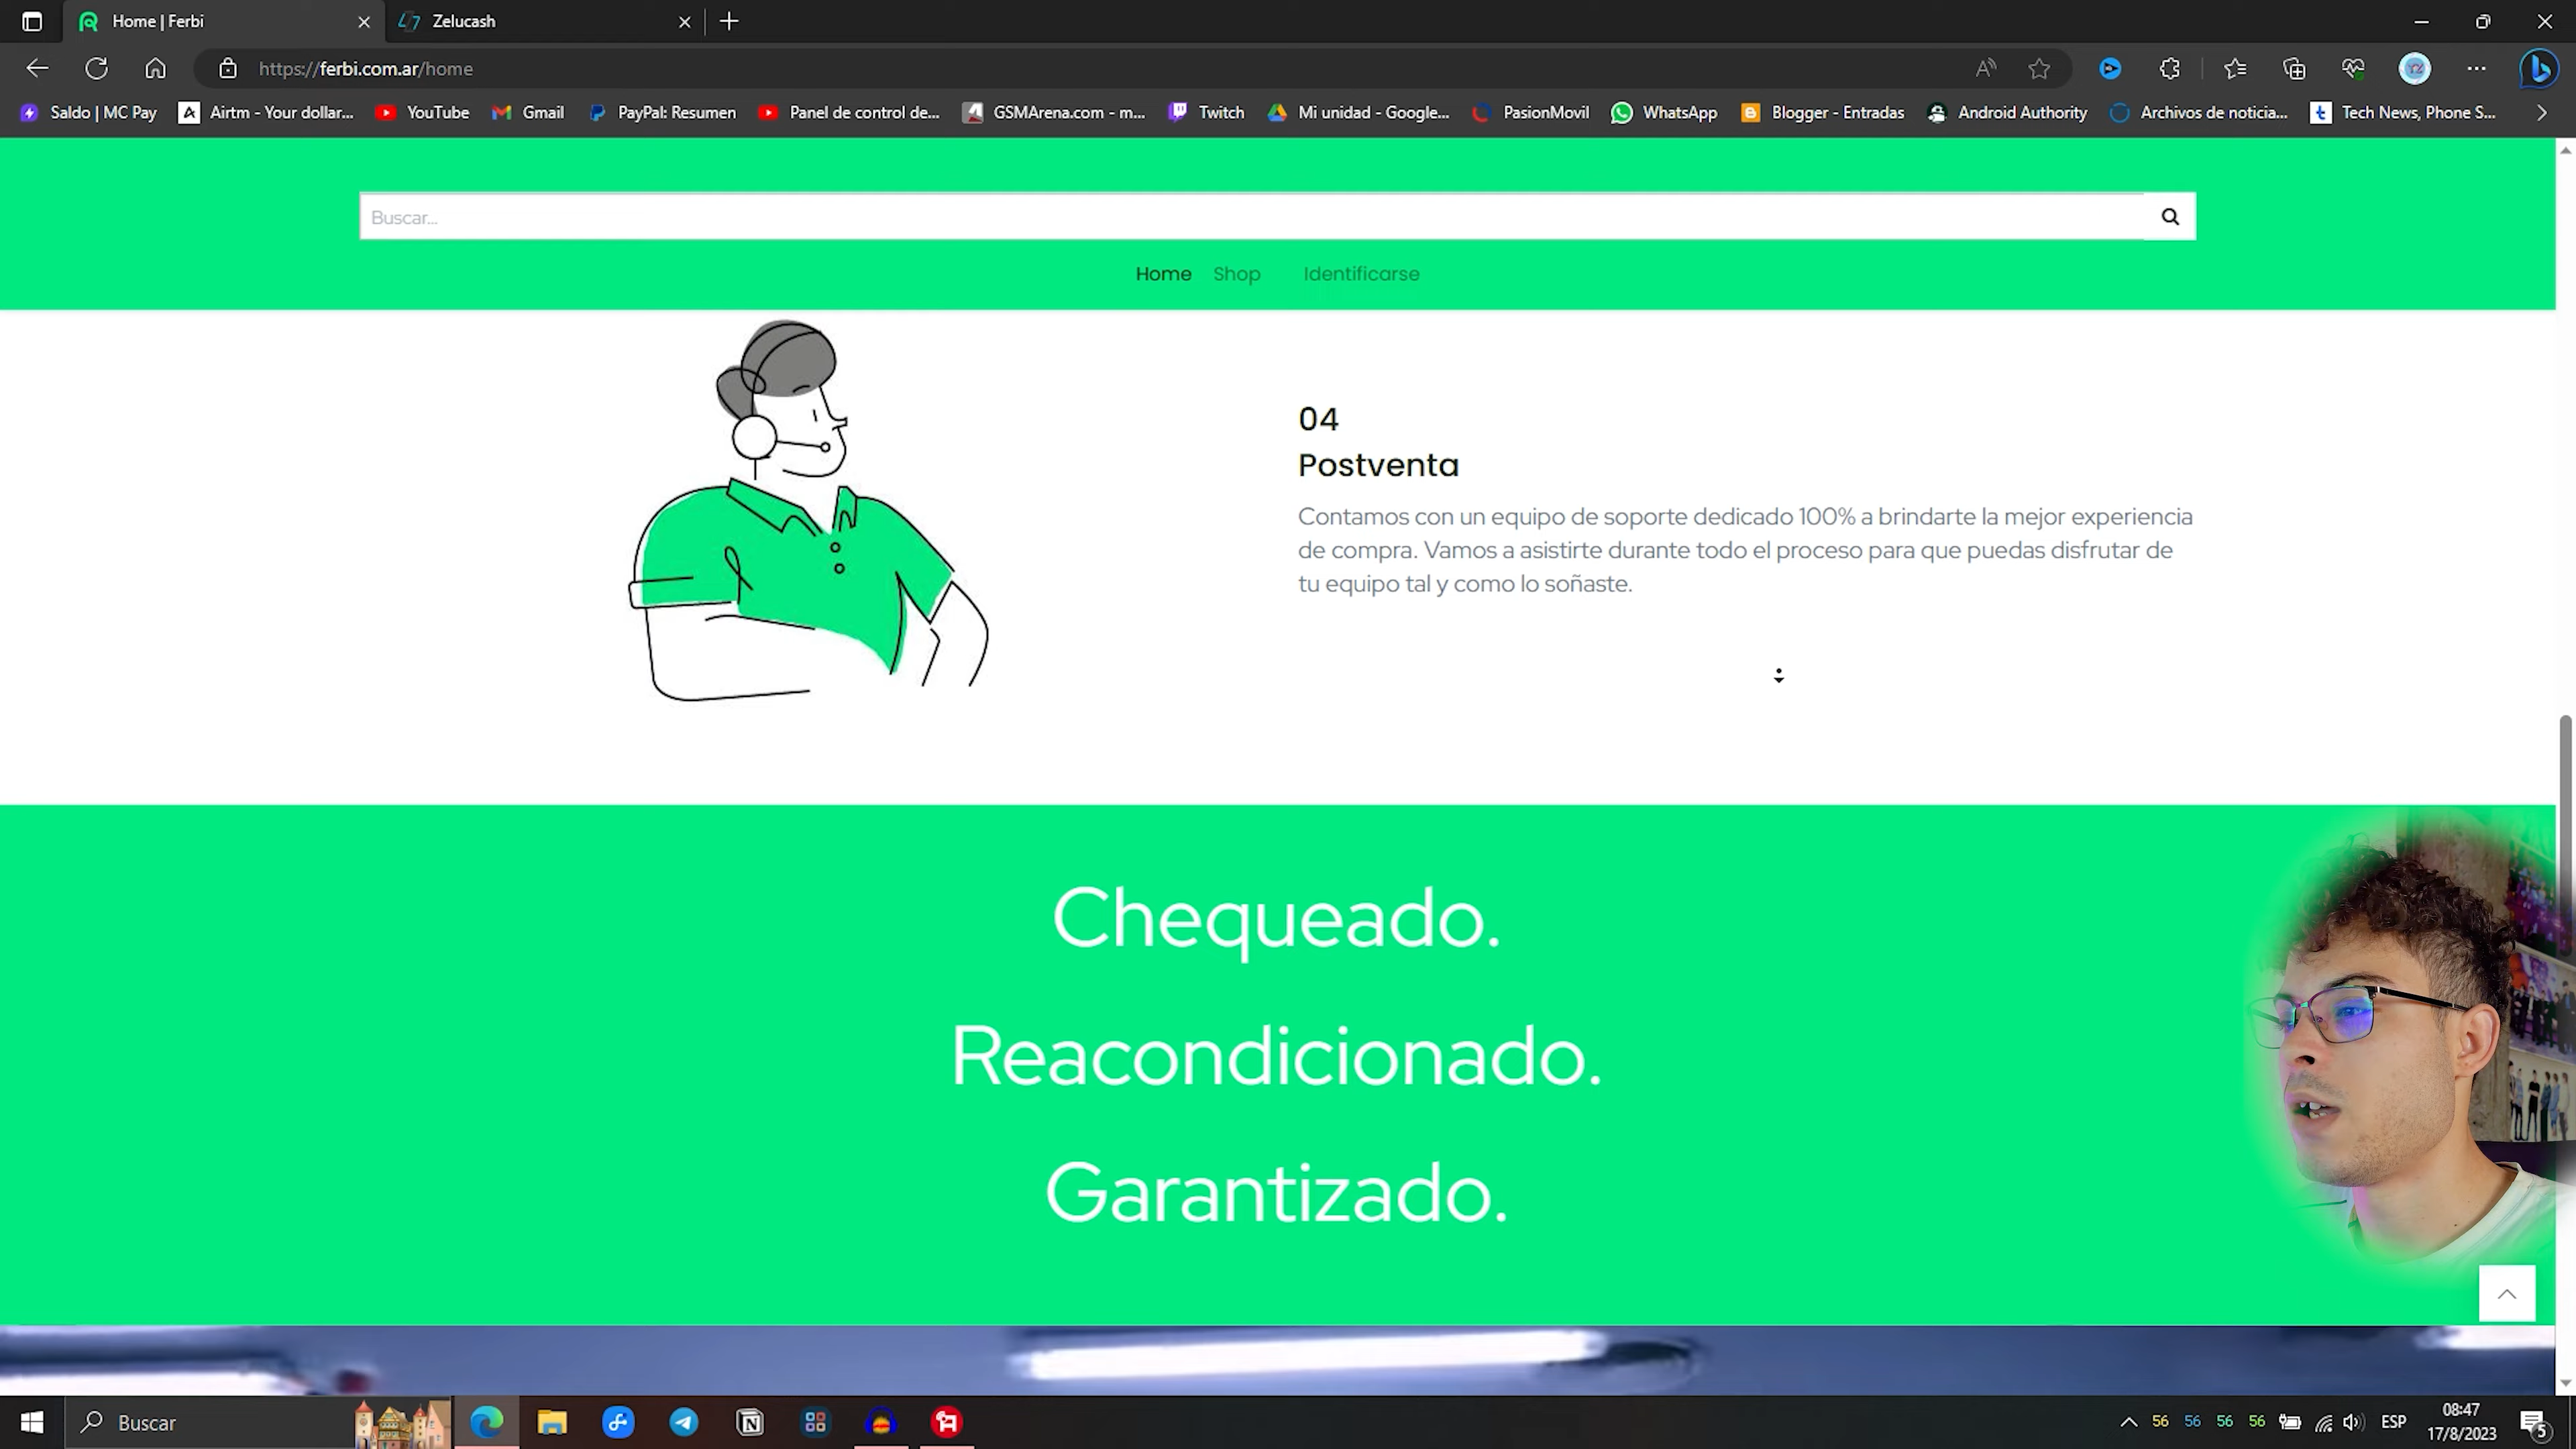 Home | Ferbi
Zelucash
https://ferbi.com.ar/home
Saldo | MC Pay
Airtm - Your dollar...
YouTube
Gmail
PayPal: Resumen
Panel de control de...
GSMArena.com - m...
Twitch
Mi unidad - Google...
PasionMovil
WhatsApp
Blogger - Entradas
Android Authority
Archivos de noticia...
Tech News, Phone S...
Buscar...
Home Shop Identificarse
04
Postventa
Contamos con un equipo de soporte dedicado 100% a brindarte la mejor experiencia
de compra. Vamos a asistirte durante todo el proceso para que puedas disfrutar de
tu equipo tal y como lo soñaste.
Chequeado.
Reacondicionado.
Garantizado.
Buscar
56 56 56 56
ESP
08:47
17/8/2023
5